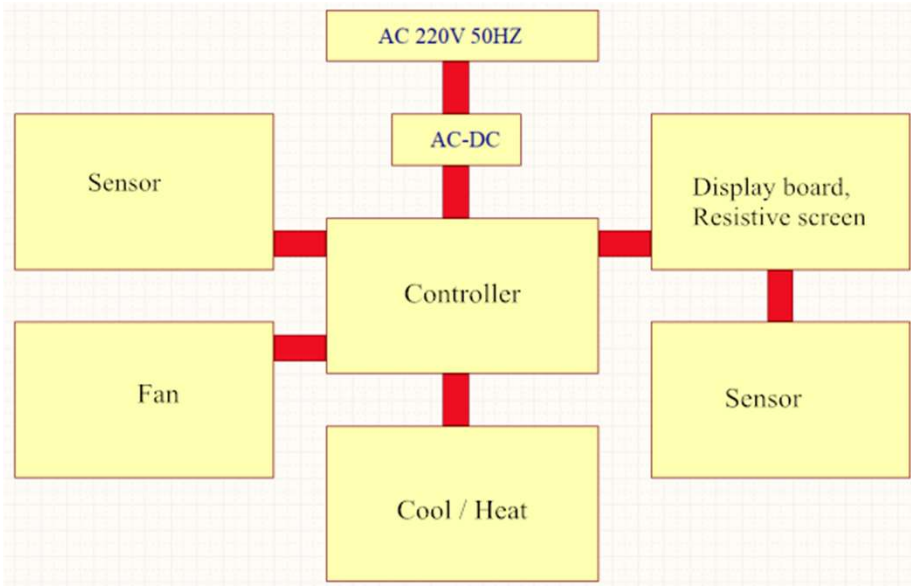 AC 220V 50HZ
AC-DC
Sensor
Display board,
Resistive screen
Controller
Fan
Sensor
Cool / Heat